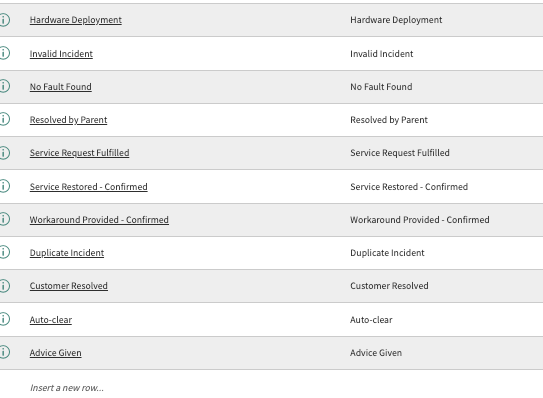 Hardware Deployment Hardware Deployment
Invalid Incident Invalid Incident
No Fault Found No Fault Found
Resolved by Parent Resolved by Parent
Service Request Fulfilled Service Request Fulfilled
Service Restored - Confirmed Service Restored - Confirmed
Workaround Provided - Confirmed Workaround Provided - Confirmed
Duplicate Incident Duplicate Incident
Customer Resolved Customer Resolved
Auto-clear Auto-clear
Advice Given Advice Given
Insert a new row...